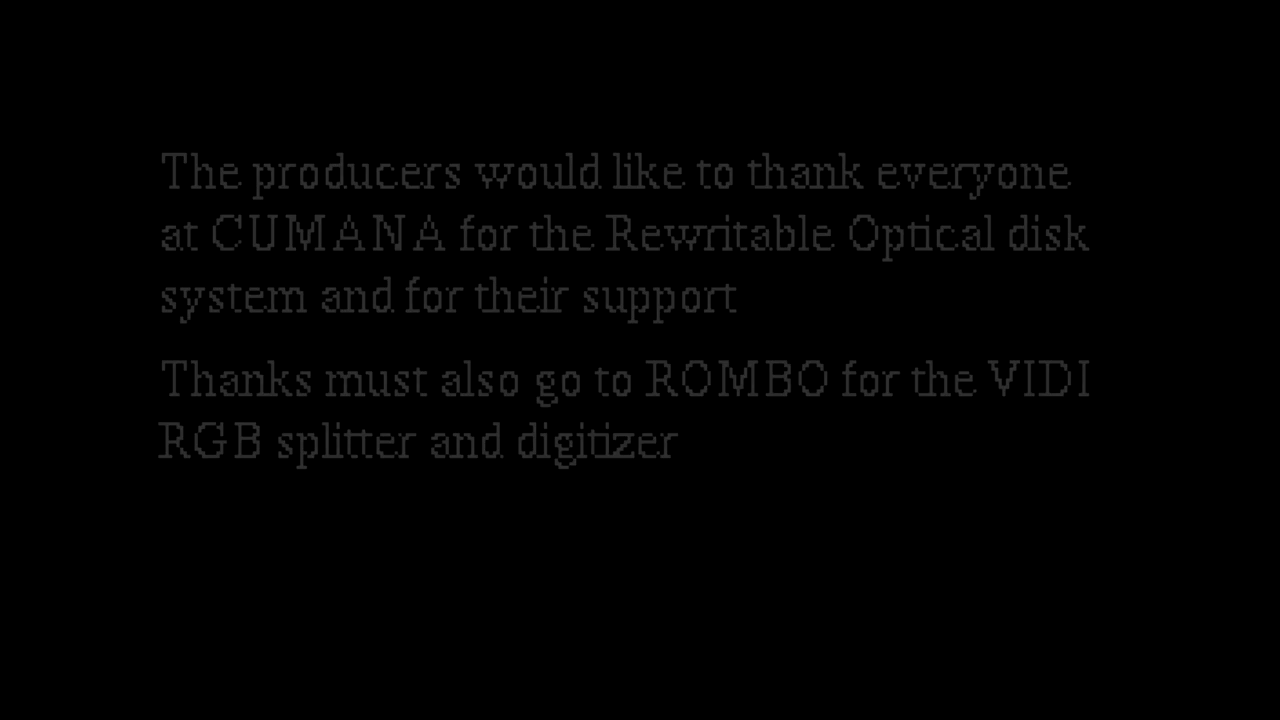 The producers would like to thank everyone
at CUMANA for the Rewritable Optical disk
system and for their support
Thanks must also go to ROMBO for the VIDI
RGB splitter and digitizer